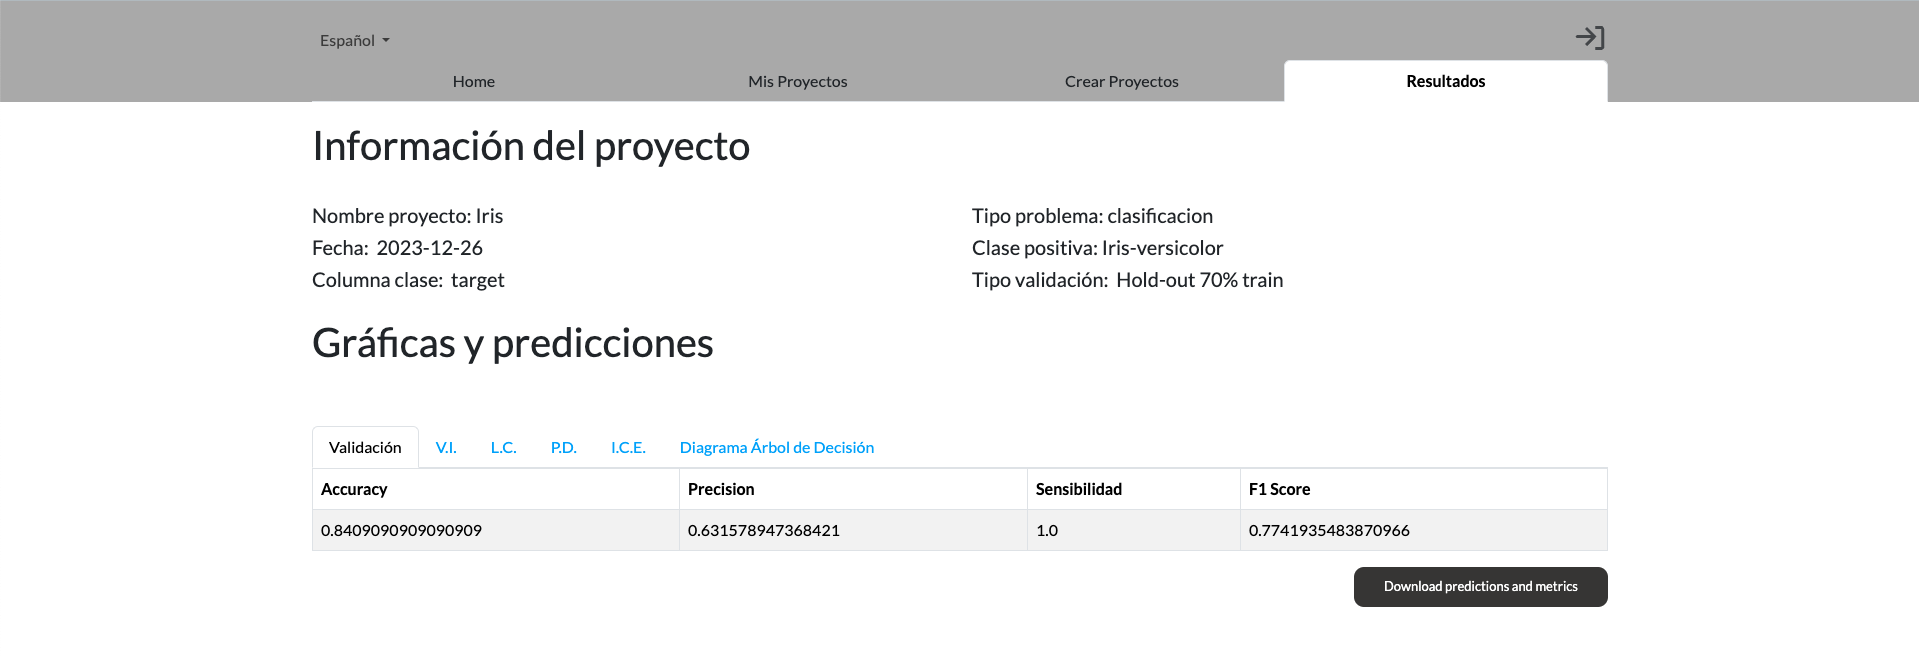 Español
Home Mis Proyectos Crear Proyectos Resultados
Información del proyecto
Nombre proyecto: Iris Tipo problema: clasificacion
Fecha: 2023-12-26 Clase positiva: Iris-versicolor
Columna clase: target Tipo validación: Hold-out 70% train
Gráficas y predicciones
Validación V.I. L.C. P.D. I.C.E. Diagrama Árbol de Decisión
Accuracy Precision Sensibilidad F1 Score
0.8409090909090909 0.631578947368421 1.0 0.7741935483870966
Download predictions and metrics